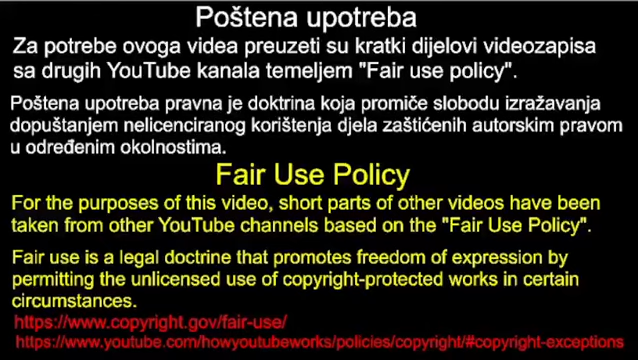 Poštena upotreba
Za potrebe ovoga videa preuzeti su kratki dijelovi videozapisa
sa drugih YouTube kanala temeljem "Fair use policy".
Poštena upotreba pravna je doktrina koja promiče slobodu izražavanja
dopuštanjem nelicenciranog korištenja djela zaštićenih autorskim pravom
u određenim okolnostima.
Fair Use Policy
For the purposes of this video, short parts of other videos have been
taken from other YouTube channels based on the "Fair Use Policy".
Fair use is a legal doctrine that promotes freedom of expression by
permitting the unlicensed use of copyright-protected works in certain
circumstances.
https://www.copyright.gov/fair-use/
https://www.youtube.com/howyoutubeworks/policies/copyright/#copyright-exceptions